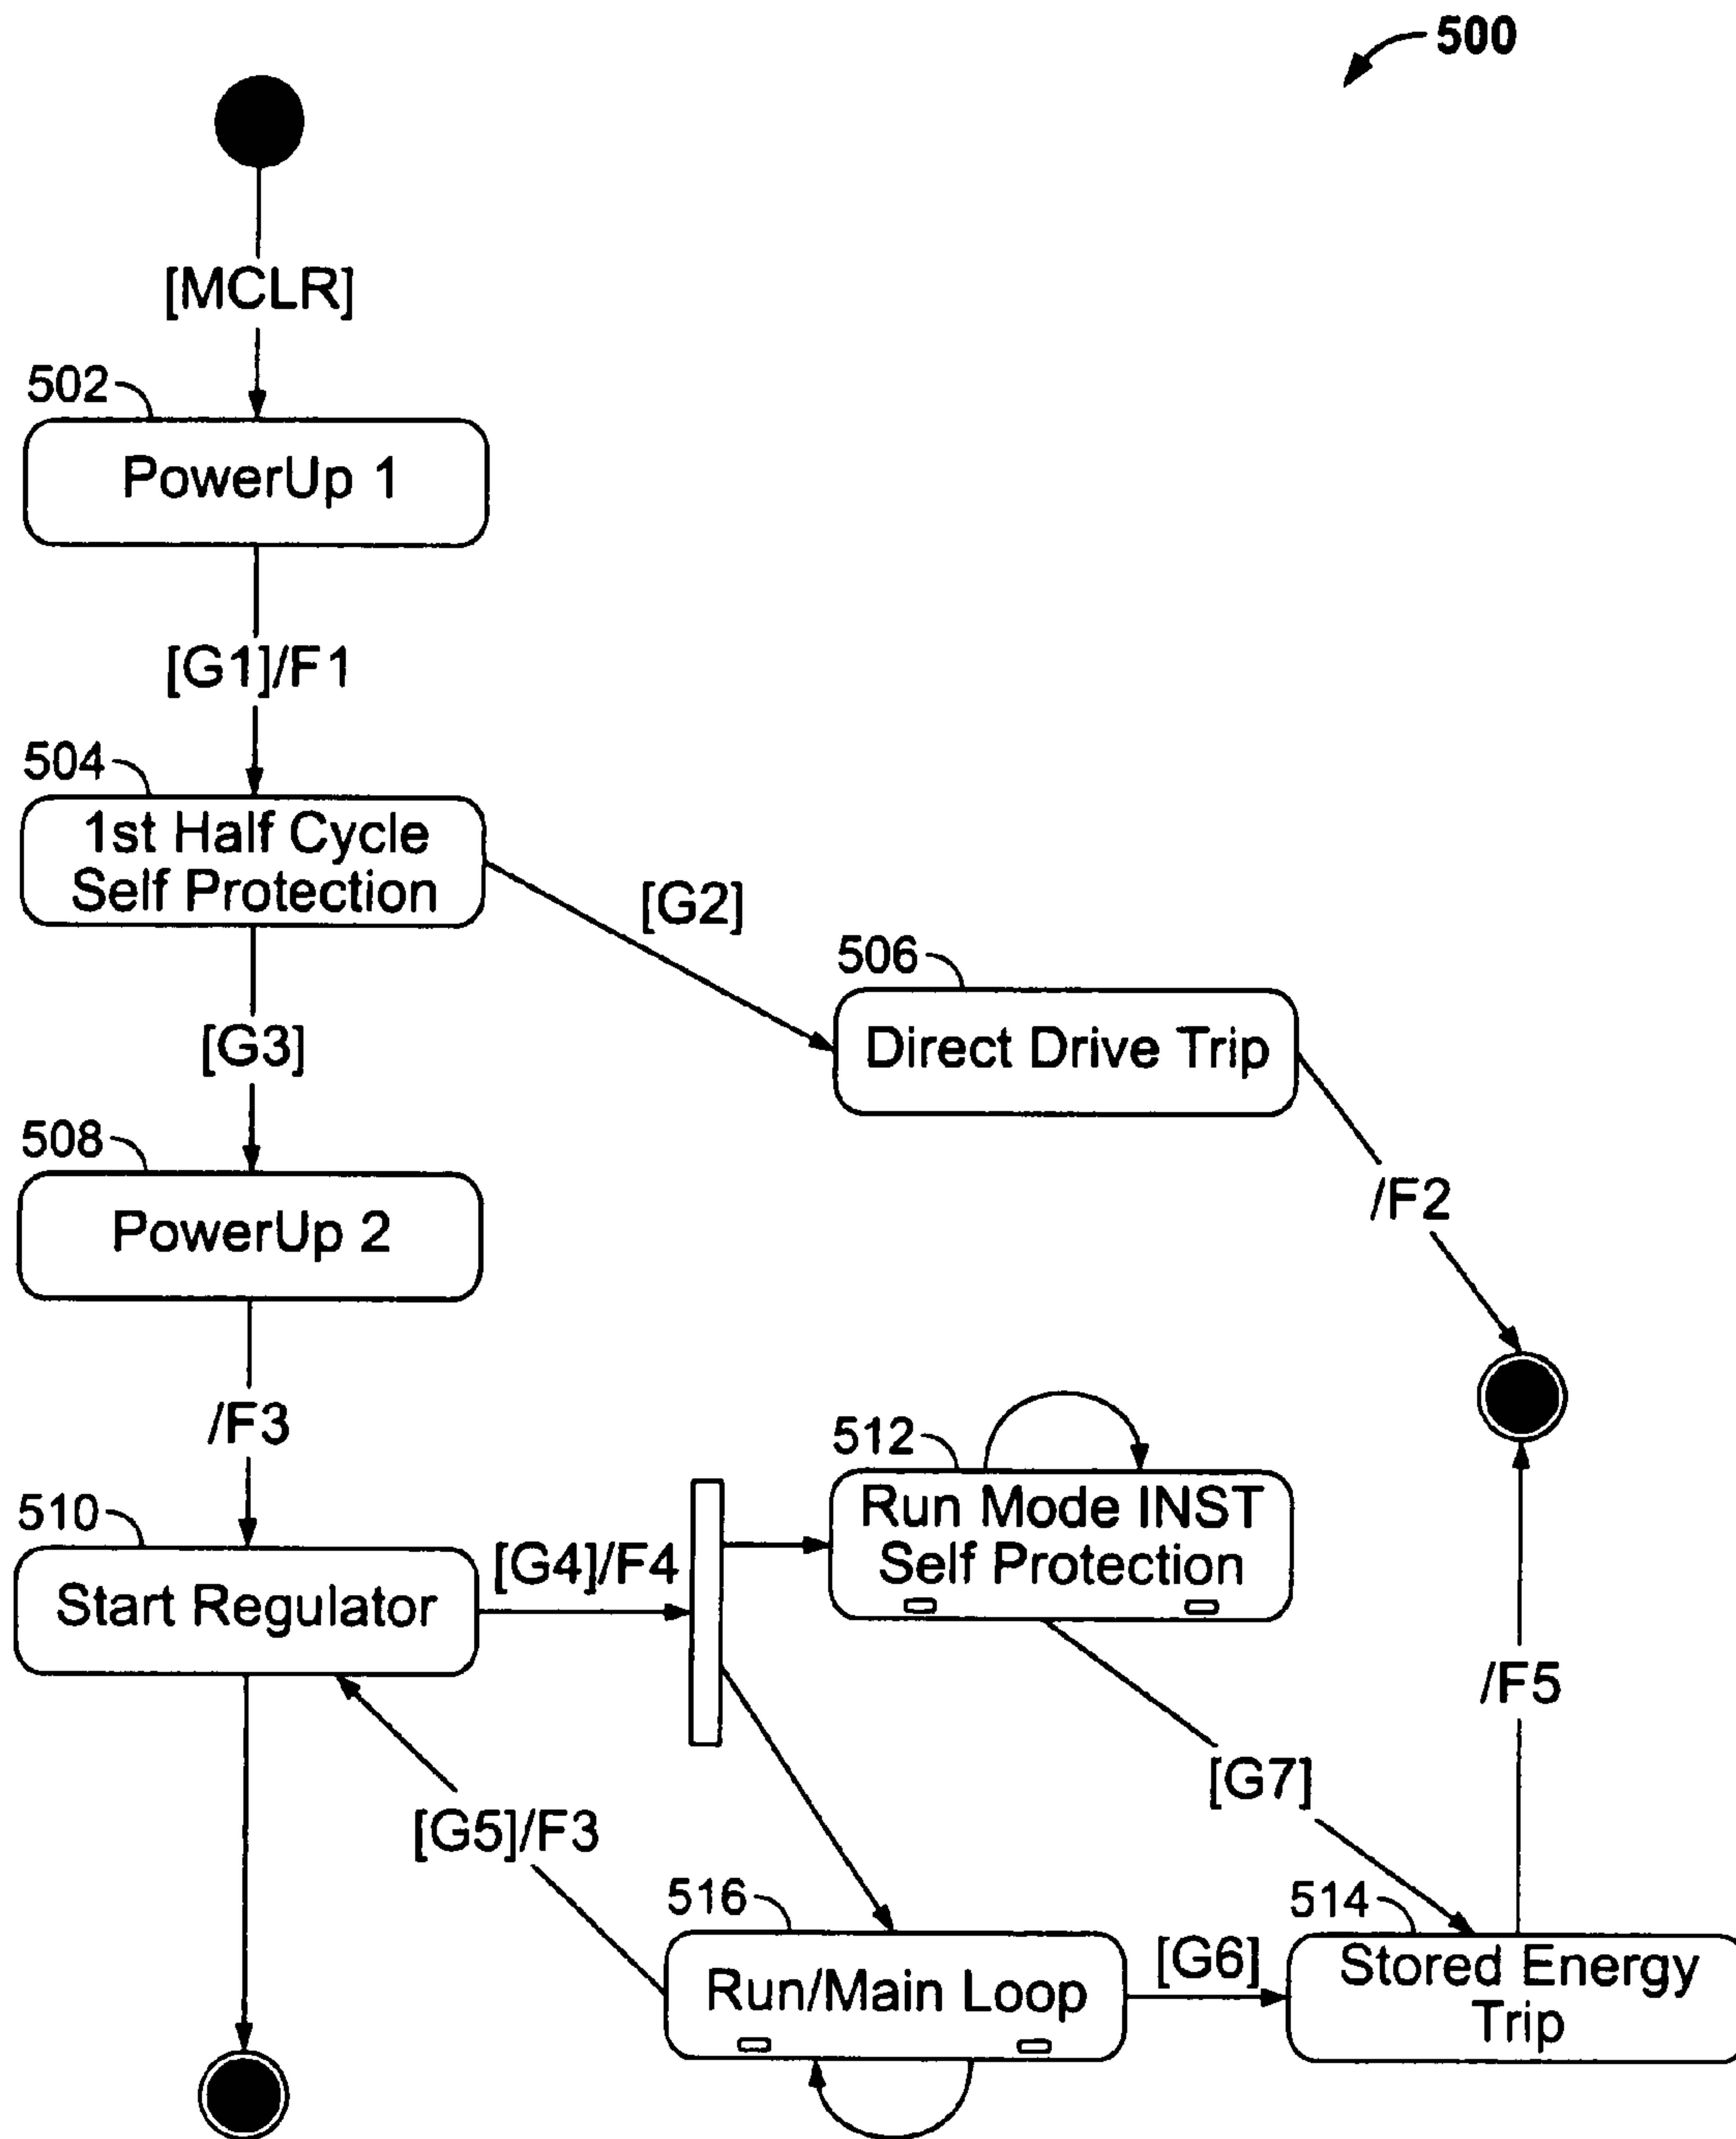 500
[MCLR]
502
PowerUp 1
[G1]/F1
504
1st Half Cycle
Self Protection
[G2]
506
Direct Drive Trip
[G3]
508
PowerUp 2
/F2
/F3
512
Run Mode INST
Self Protection
510
Start Regulator
[G4]/F4
/F5
[G7]
[G5]/F3
516
Run/Main Loop
[G6]
514
Stored Energy
Trip